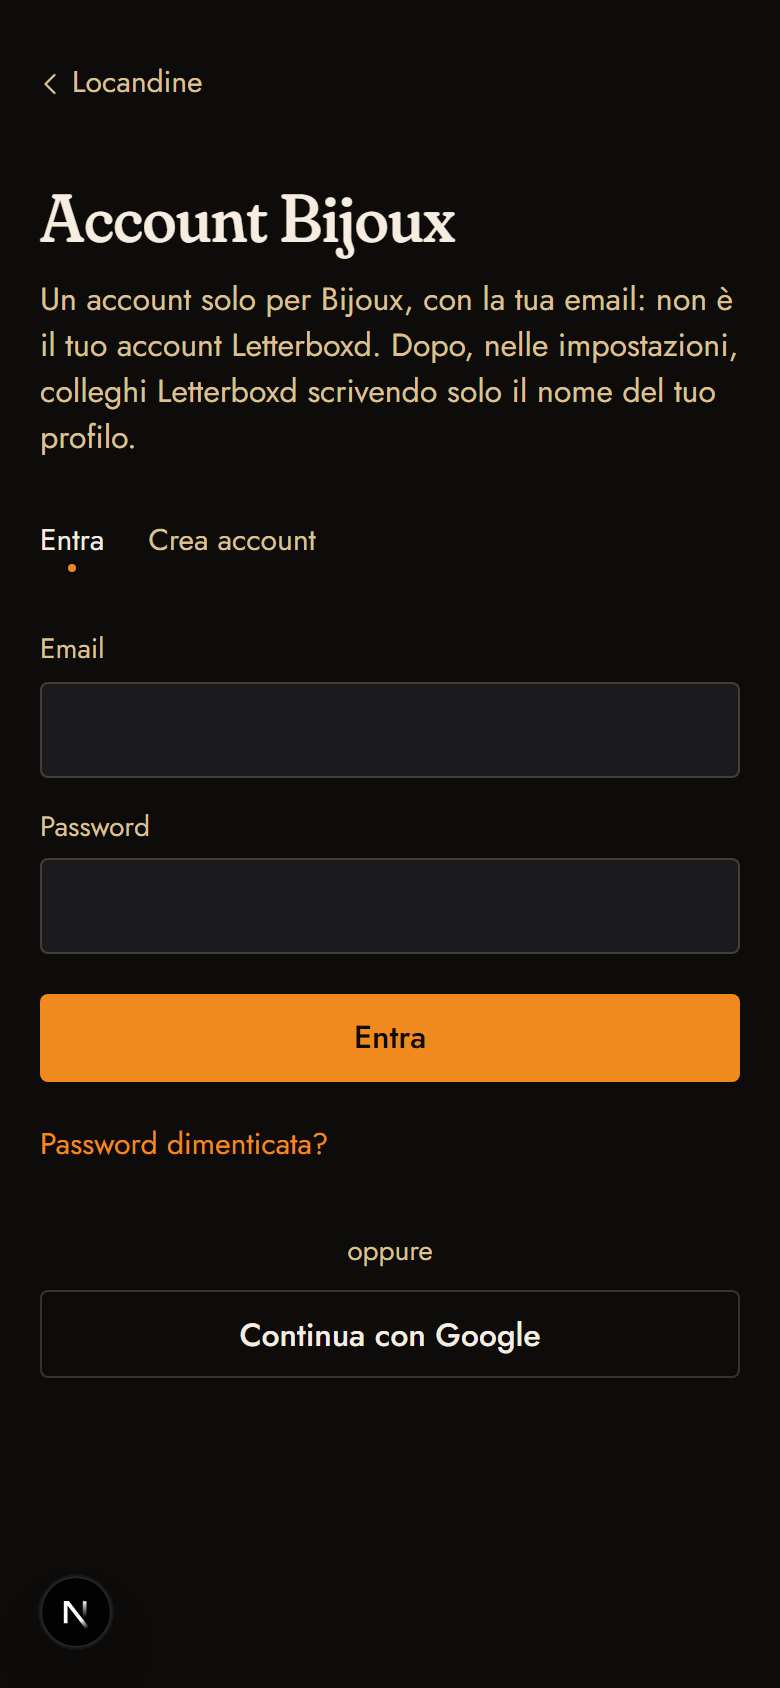 Locandine
Account Bijoux
Un account solo per Bijoux, con la tua email: non è
il tuo account Letterboxd. Dopo, nelle impostazioni,
colleghi Letterboxd scrivendo solo il nome del tuo
profilo.
Entra Crea account
Email
Password
Entra
Password dimenticata?
oppure
Continua con Google
N